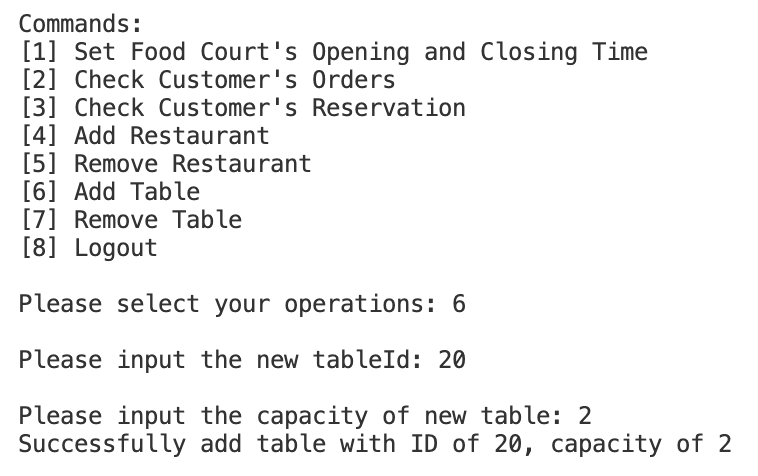 Commands:
[1] Set Food Court's Opening and Closing Time
[2] Check Customer's Orders
[3] Check Customer's Reservation
[4] Add Restaurant
[5] Remove Restaurant
[6] Add Table
[7] Remove Table
[8] Logout
Please select your operations: 6
Please input the new tableId: 20
Please input the capacity of new table: 2
Successfully add table with ID of 20, capacity of 2